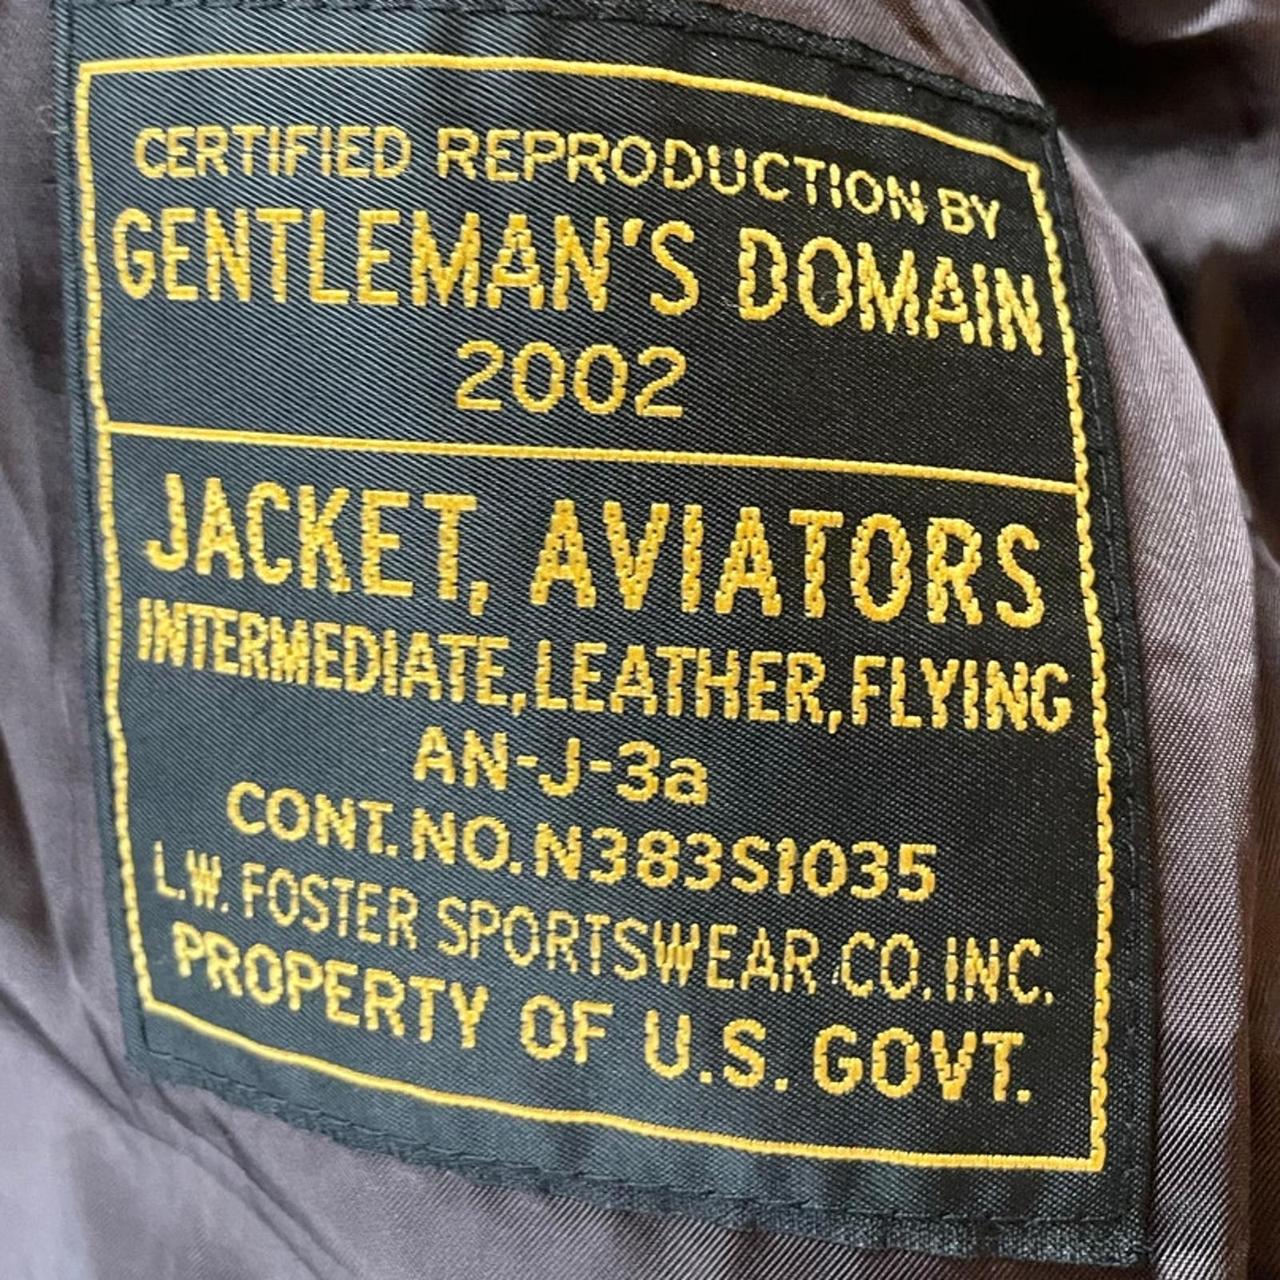 CERTIFIED REPRODUCTION BY
GENTLEMAN'S DOMAIN
2002
JACKET, AVIATORS
INTERMEDIATE, LEATHER, FLYING
AN-J-3a
CONT. NO. N383S1035
L.W. FOSTER SPORTSWEAR CO. INC.
PROPERTY OF U.S. GOVT.